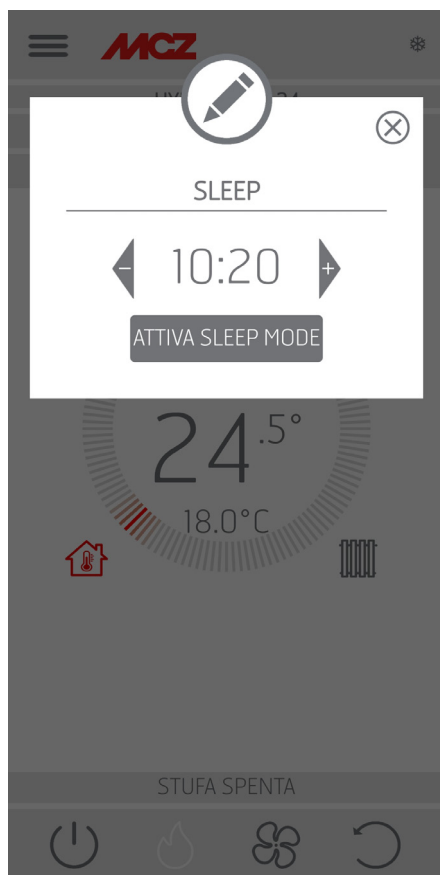 MCZ
SLEEP
- 10:20 +
ATTIVA SLEEP MODE
24.5°
18.0°C
STUFA SPENTA